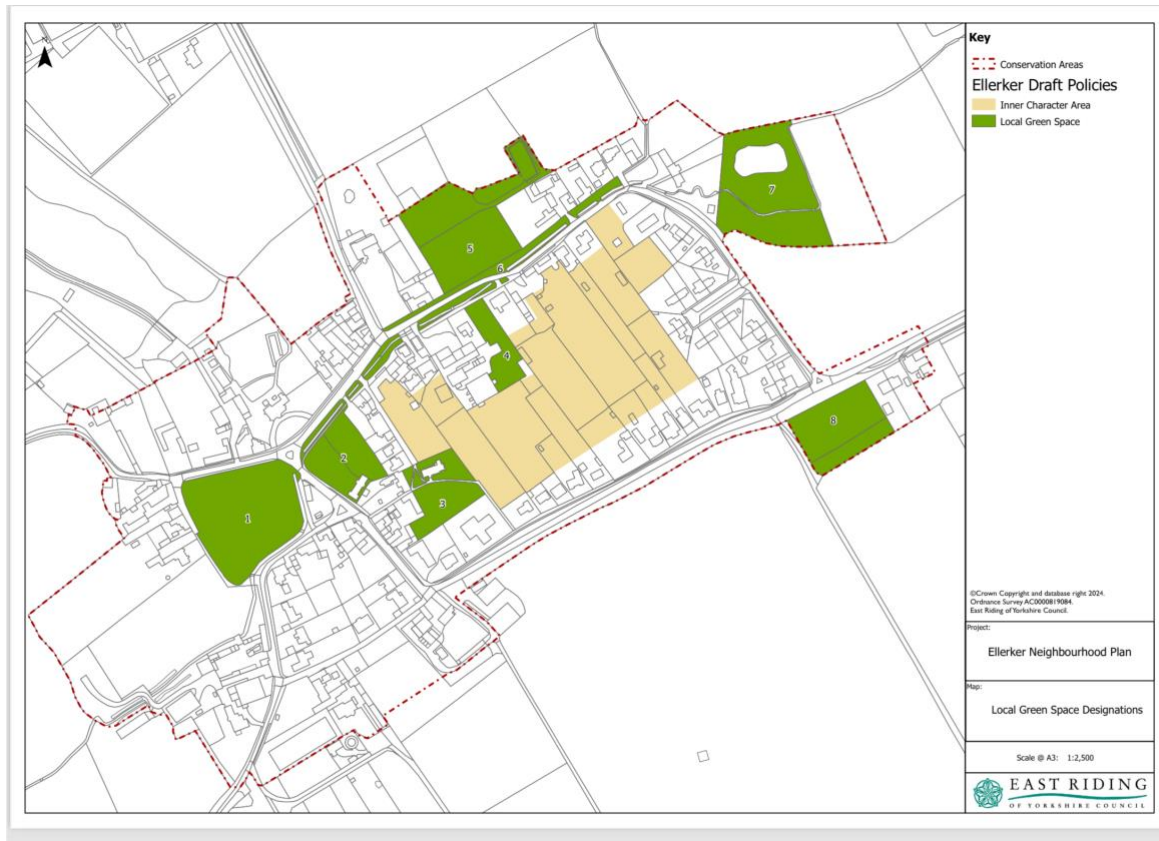 N
Key
Conservation Areas
Ellerker Draft Policies
Inner Character Area
Local Green Space
7
5
6
4
8
2
3
1
©Crown Copyright and database right 2024.
Ordnance Survey AC0000819084.
East Riding of Yorkshire Council.
Project:
Ellerker Neighbourhood Plan
Map:
Local Green Space Designations
Scale @ A3: 1:2,500
EAST RIDING
OF YORKSHIRE COUNCIL